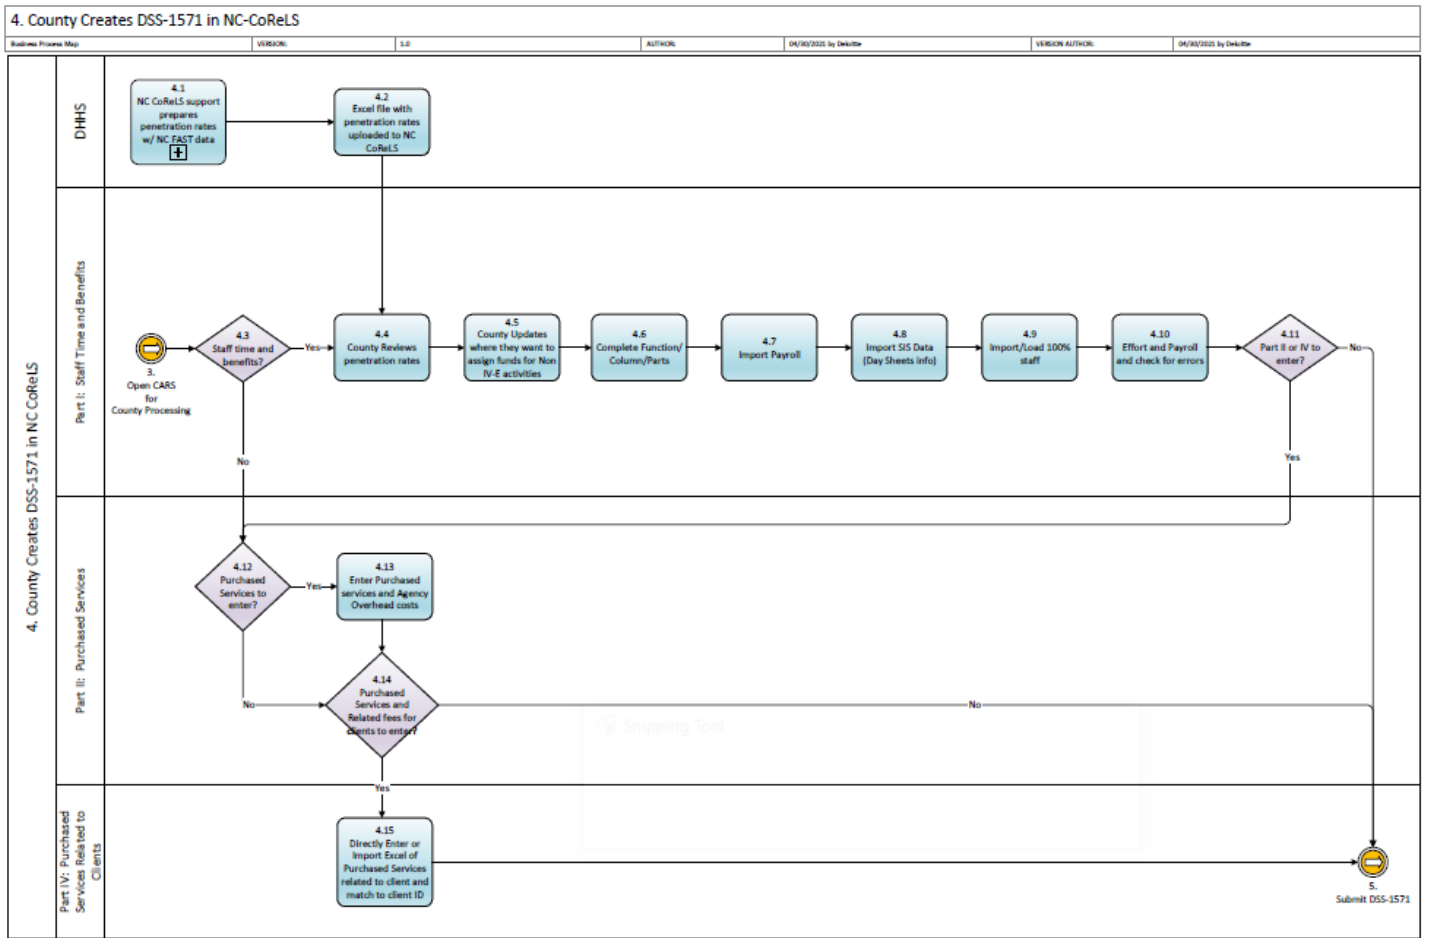 4. County Creates DSS-1571 in NC-CoReLS
Business Process Map
VERSION:
1.0
AUTHOR:
04/30/2021 by Deloitte
VERSION AUTHOR:
04/30/2021 by Deloitte
4. County Creates DSS-1571 in NC CoReLS
DHHS
4.1
NC CoReLS support
prepares
penetration rates
w/ NC FAST data
4.2
Excel file with
penetration rates
uploaded to NC
CoReLS
Part I: Staff Time and Benefits
3.
Open CARS
for
County Processing
4.3
Staff time and
benefits?
Yes
No
4.4
County Reviews
penetration rates
4.5
County Updates
where they want to
assign funds for Non
IV-E activities
4.6
Complete Function/
Column/Parts
4.7
Import Payroll
4.8
Import SIS Data
(Day Sheets info)
4.9
Import/Load 100%
staff
4.10
Effort and Payroll
and check for errors
4.11
Part II or IV to
enter?
No
Yes
Part II: Purchased Services
4.12
Purchased
Services to
enter?
Yes
No
4.13
Enter Purchased
services and Agency
Overhead costs
4.14
Purchased
Services and
Related fees for
clients to enter?
No
Yes
Snipping Tool
Part IV: Purchased
Services Related to
Clients
4.15
Directly Enter or
Import Excel of
Purchased Services
related to client and
match to client ID
5.
Submit DSS-1571